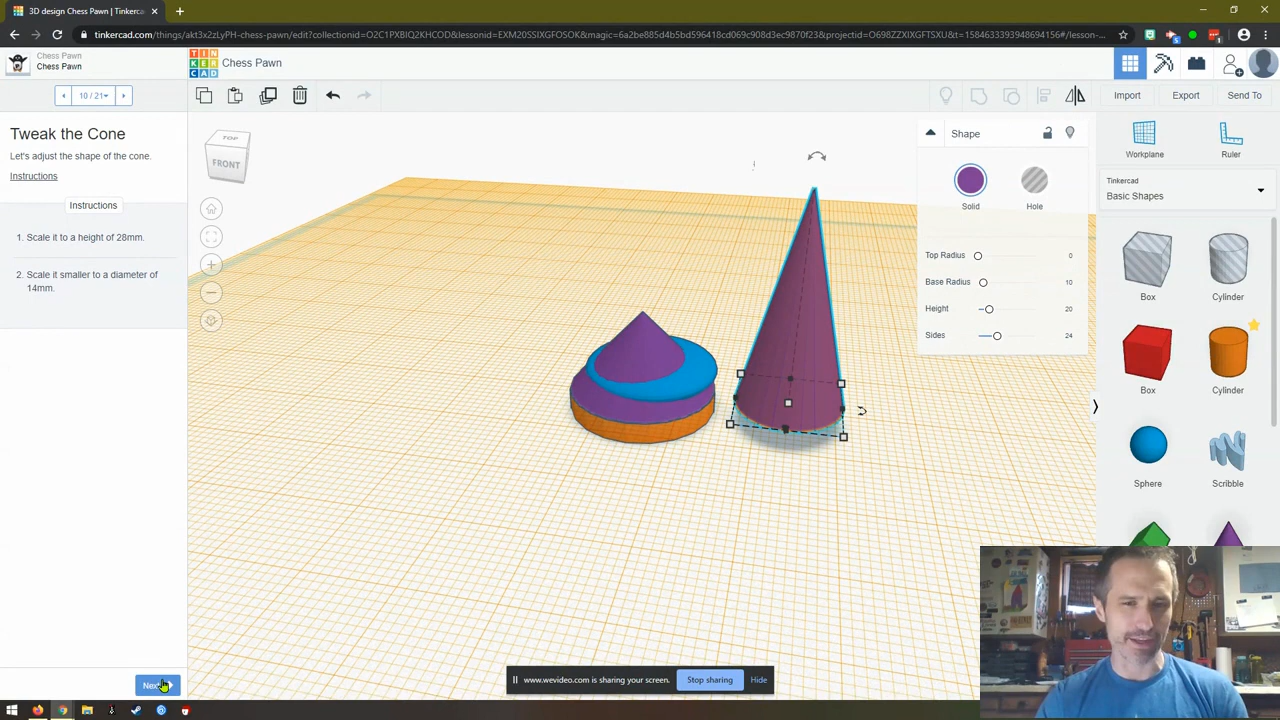 3D design Chess Pawn | Tinkercad
tinkercad.com/things/akt3x2zLyPH-chess-pawn/edit?collectionid=O2C1PXBIQ2KHCOD&lessonid=EXM20SSIXGFOSOK&magic=6a2be885d4b5bd596d169068cd069c908d3ec9870f23&projectid=O698ZZXIXGFTSXU&t=1584633393948694156#/lesson-...
Chess Pawn
Chess Pawn
TIN
KER
CAD
Chess Pawn
10 / 21
Import
Export
Send To
Tweak the Cone
Let's adjust the shape of the cone.
Instructions
Instructions
1. Scale it to a height of 28mm.
2. Scale it smaller to a diameter of
14mm.
Next
TOP
FRONT
Shape
Solid
Hole
Top Radius
0
Base Radius
10
Height
20
Sides
24
Workplane
Ruler
Tinkercad
Basic Shapes
Box
Cylinder
Box
Cylinder
Sphere
Scribble
www.wevideo.com is sharing your screen.
Stop sharing
Hide